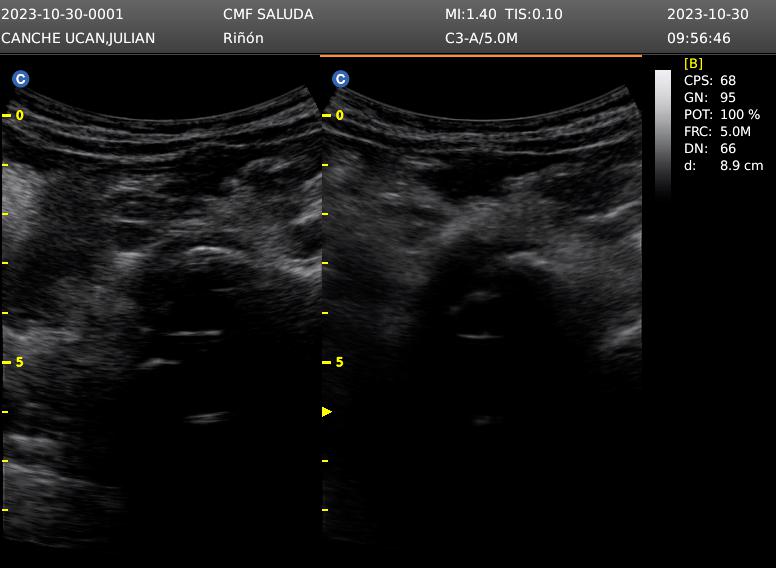 2023-10-30-0001 CMF SALUDA MI:1.40 TIS:0.10 2023-10-30
CANCHE UCAN,JULIAN Riñón C3-A/5.0M 09:56:46
[B]
C C
CPS: 68
GN: 95
0 0
POT: 100 %
FRC: 5.0M
DN: 66
d: 8.9 cm
5 5